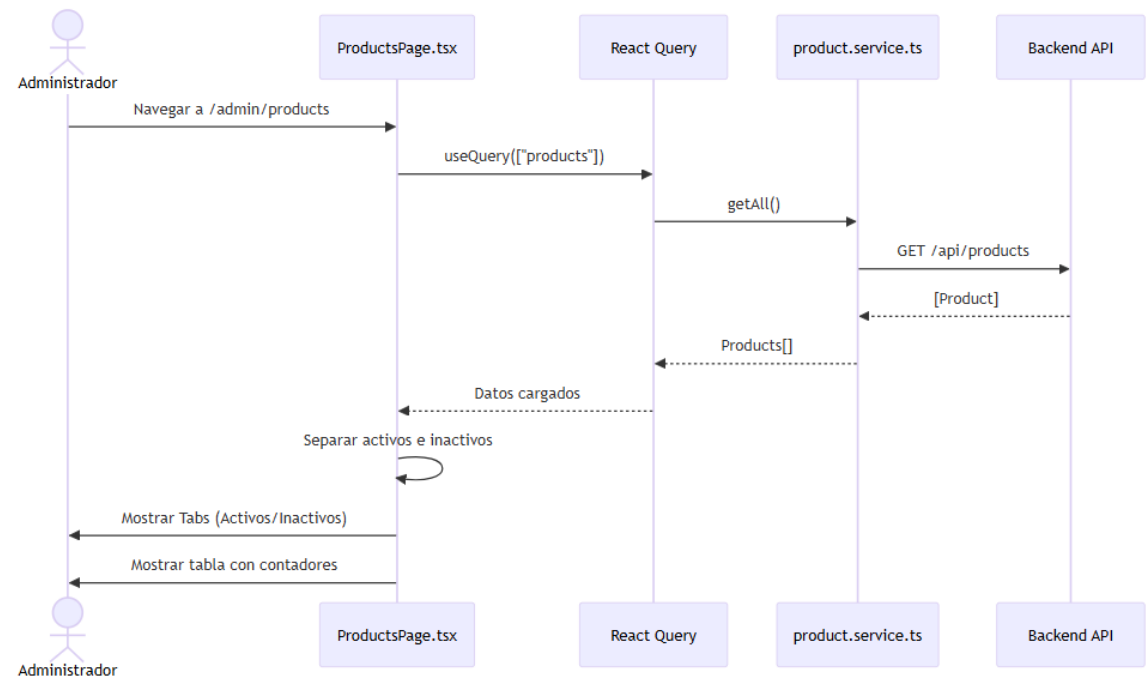 ProductsPage.tsx
React Query
product.service.ts
Backend API
Administrador
Navegar a /admin/products
useQuery(["products"])
getAll()
GET /api/products
[Product]
Products[]
Datos cargados
Separar activos e inactivos
Mostrar Tabs (Activos/Inactivos)
Mostrar tabla con contadores
ProductsPage.tsx
React Query
product.service.ts
Backend API
Administrador